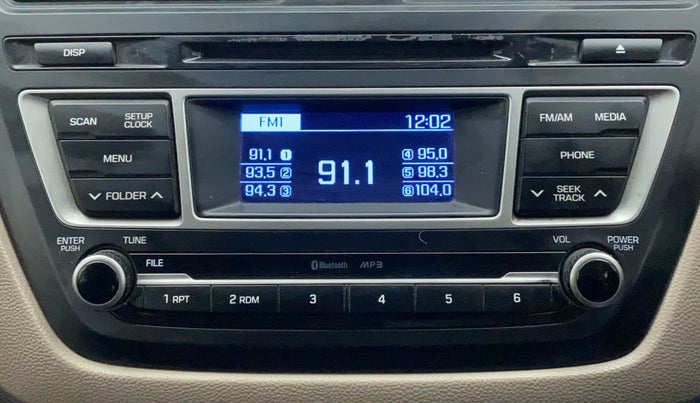 DISP
SCAN
SETUP
CLOCK
MENU
FOLDER
FM1
12:02
91.1 1
93.5 2
94.3 3
91.1
4 95.0
5 98.3
6 104.0
FM/AM
MEDIA
PHONE
SEEK
TRACK
ENTER
PUSH
TUNE
FILE
Bluetooth
MP3
VOL
POWER
PUSH
1 RPT
2 RDM
3
4
5
6